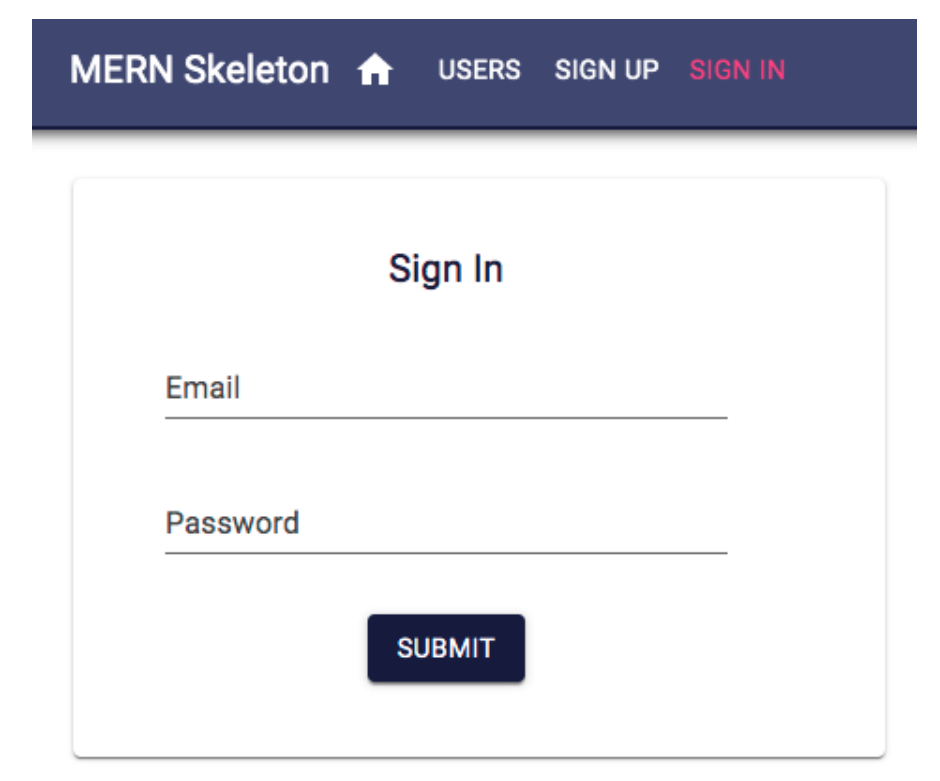 MERN Skeleton USERS SIGN UP SIGN IN
Sign In
Email
Password
SUBMIT